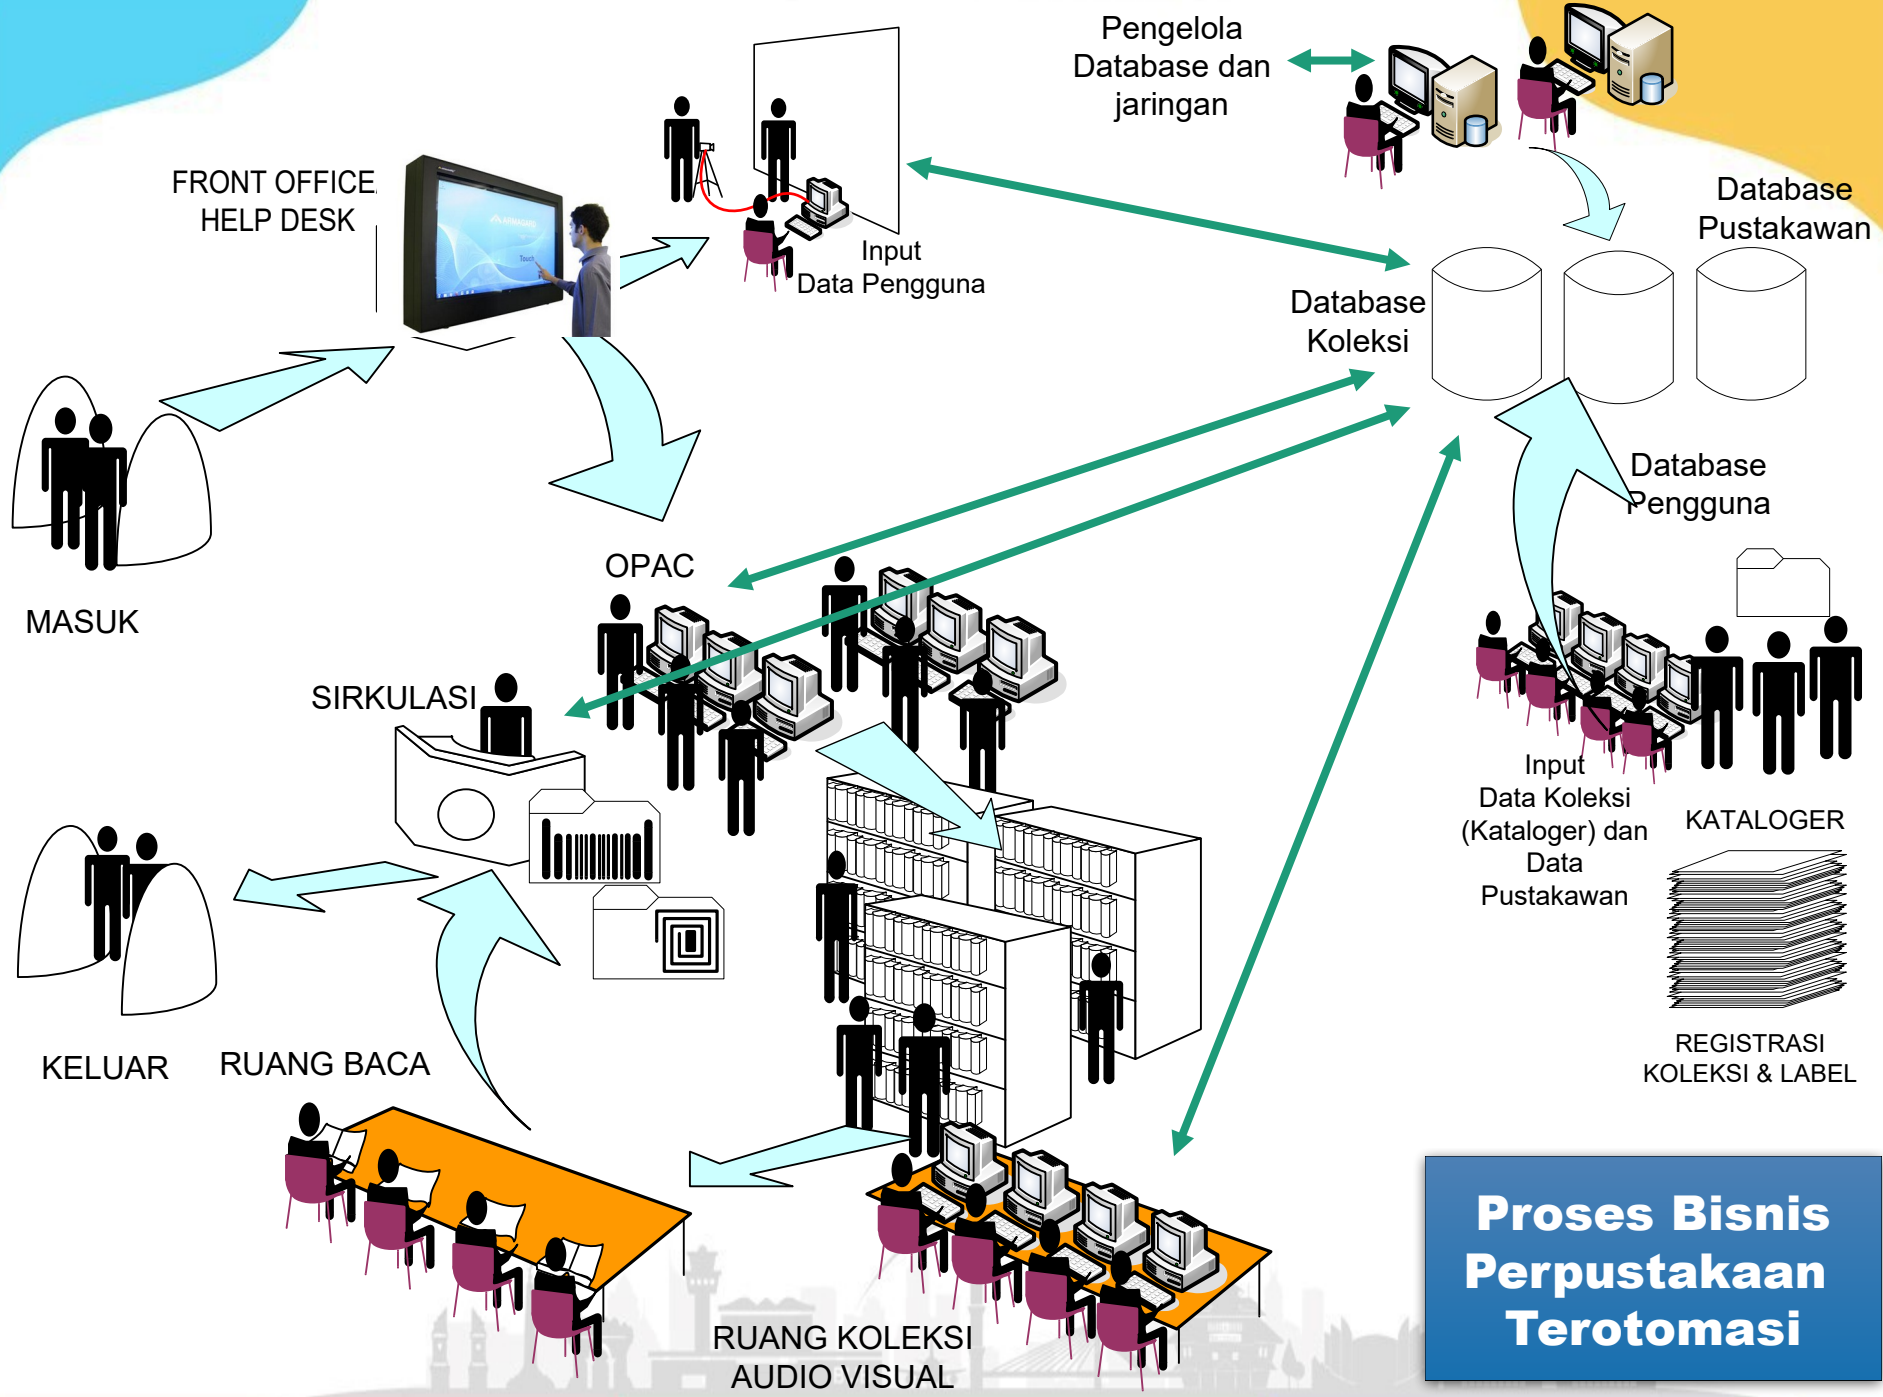 Pengelola
Database dan
jaringan
FRONT OFFICE
HELP DESK
Touch
Input
Data Pengguna
Database
Pustakawan
Database
Koleksi
Database
Pengguna
MASUK
OPAC
SIRKULASI
Input
Data Koleksi
(Kataloger) dan
Data
Pustakawan
KATALOGER
REGISTRASI
KOLEKSI & LABEL
KELUAR
RUANG BACA
RUANG KOLEKSI
AUDIO VISUAL
Proses Bisnis
Perpustakaan
Terotomasi